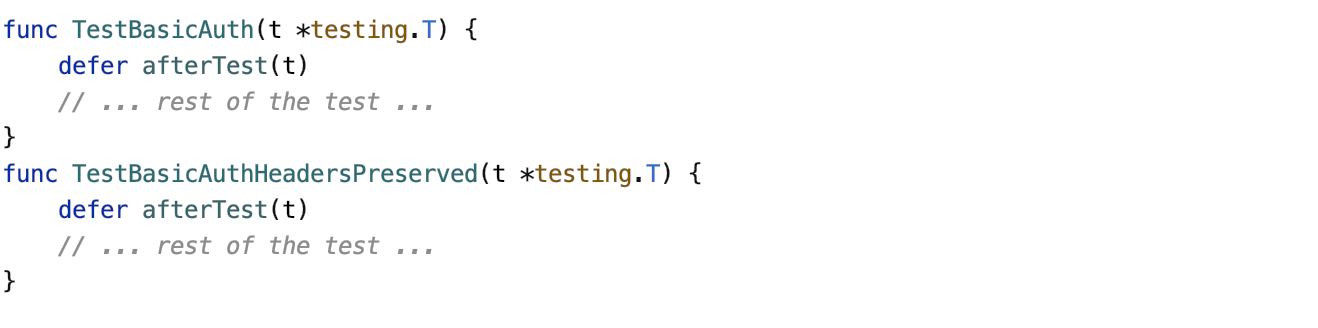 func TestBasicAuth(t *testing.T) {
    defer afterTest(t)
    // ... rest of the test ...
}
func TestBasicAuthHeadersPreserved(t *testing.T) {
    defer afterTest(t)
    // ... rest of the test ...
}